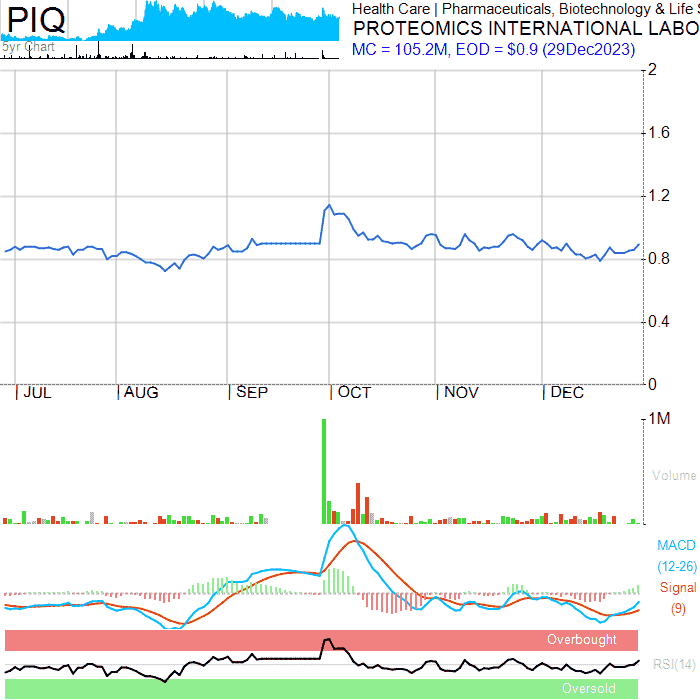 PIQ
5yr Chart
Health Care | Pharmaceuticals, Biotechnology & Life S
PROTEOMICS INTERNATIONAL LABO
MC = 105.2M, EOD = $0.9 (29Dec2023)
2
1.6
1.2
0.8
0.4
0
| JUL | AUG | SEP | OCT | NOV | DEC
1M
Volume
MACD
(12-26)
Signal
(9)
Overbought
RSI(14)
Oversold